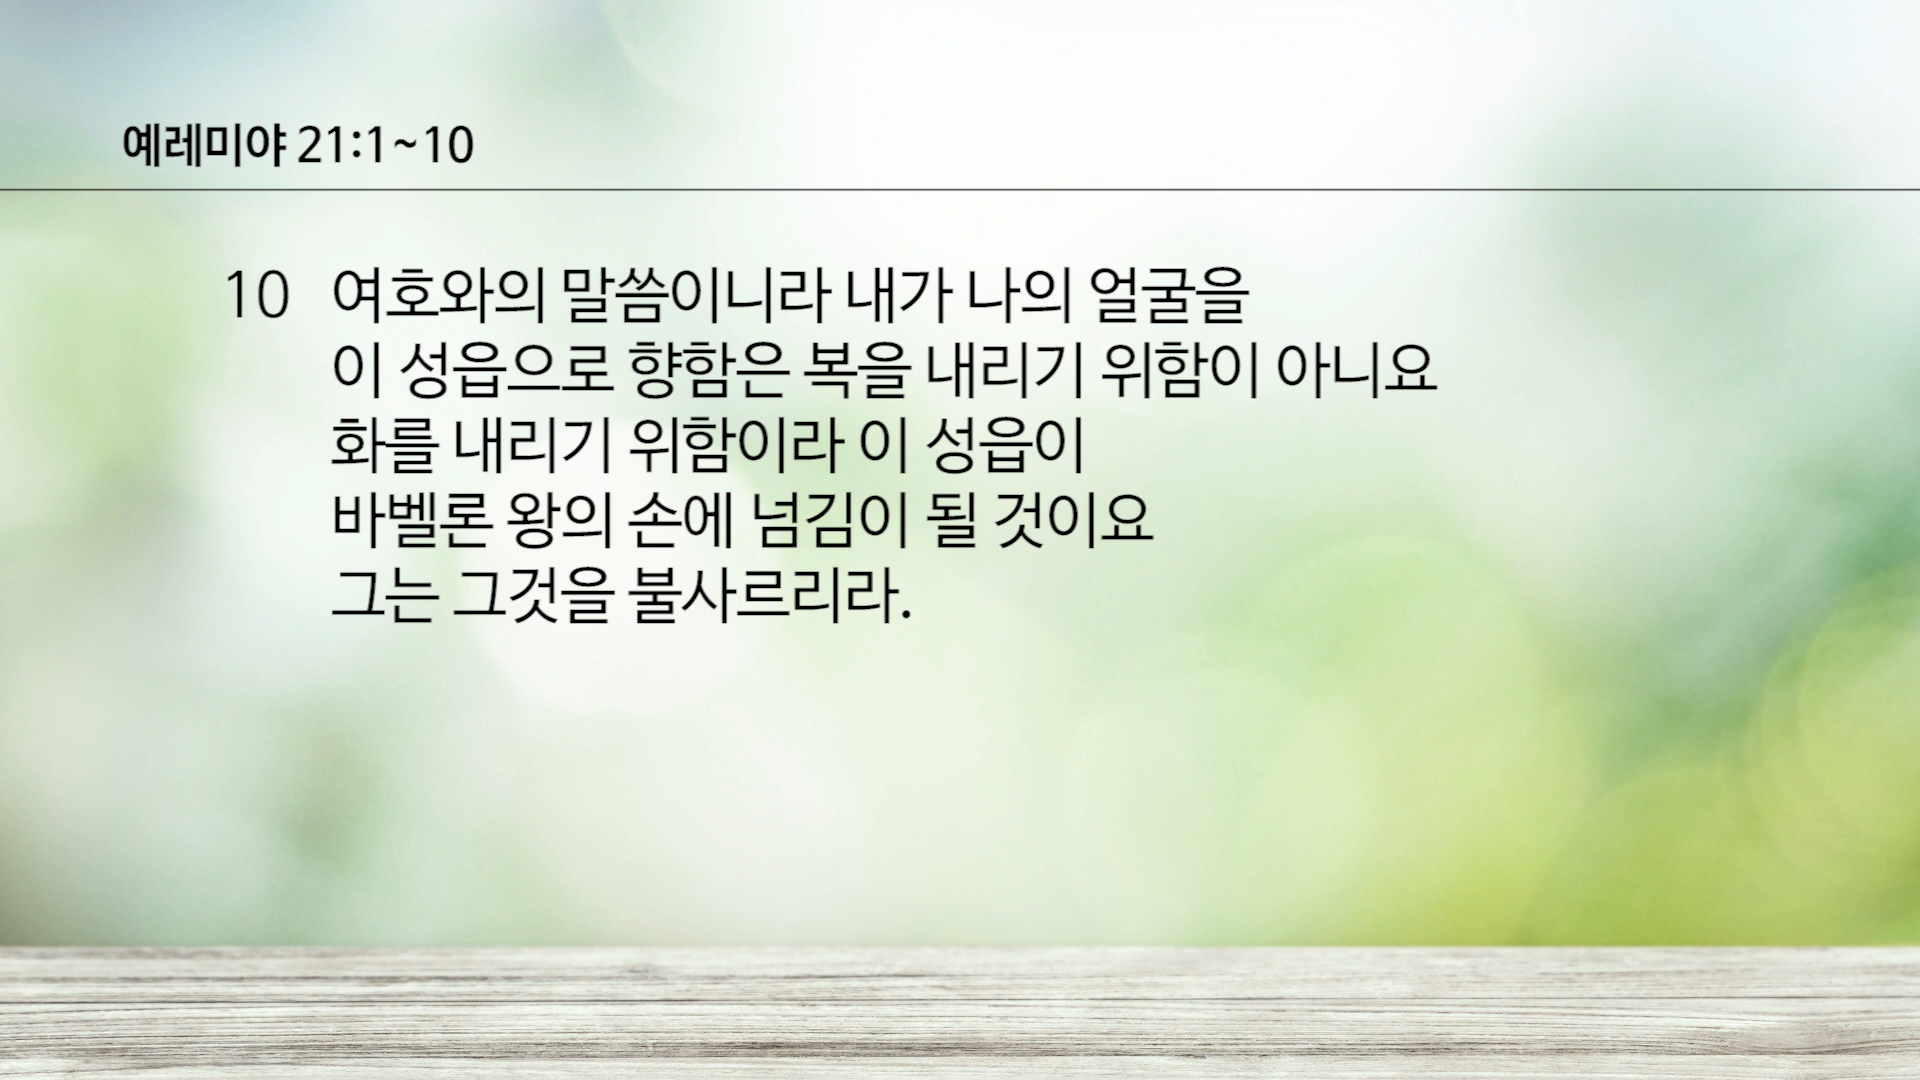 예레미야 21:1~10
10 여호와의 말씀이니라 내가 나의 얼굴을
이 성읍으로 향함은 복을 내리기 위함이 아니요
화를 내리기 위함이라 이 성읍이
바벨론 왕의 손에 넘김이 될 것이요
그는 그것을 불사르리라.